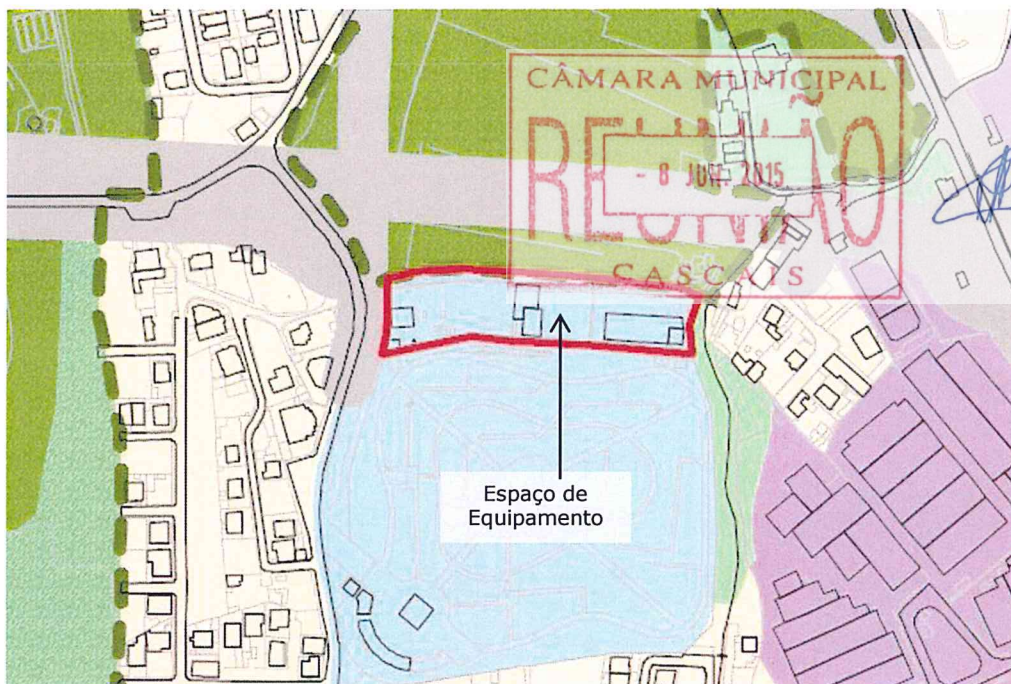 CÂMARA MUNICIPAL
REUNIÃO
- 8 JUN. 2015
CASCAIS
Espaço de
Equipamento